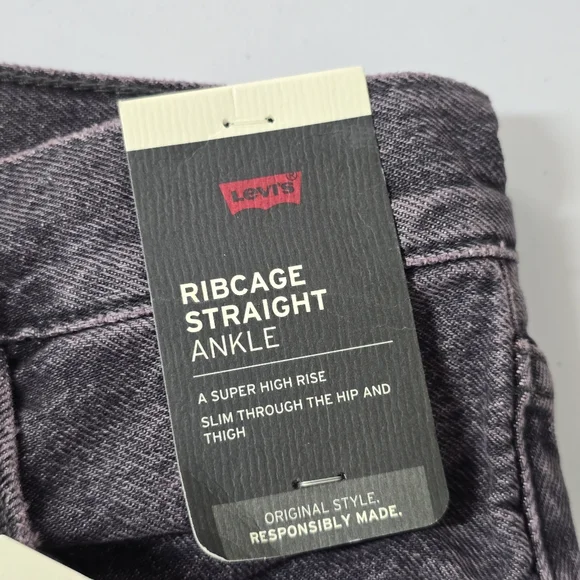 Levi's®
RIBCAGE
STRAIGHT
ANKLE
A SUPER HIGH RISE
SLIM THROUGH THE HIP AND
THIGH
ORIGINAL STYLE.
RESPONSIBLY MADE.